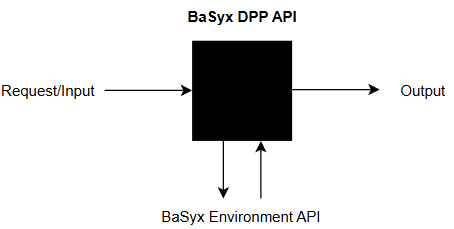 BaSyx DPP API
Request/Input
Output
BaSyx Environment API